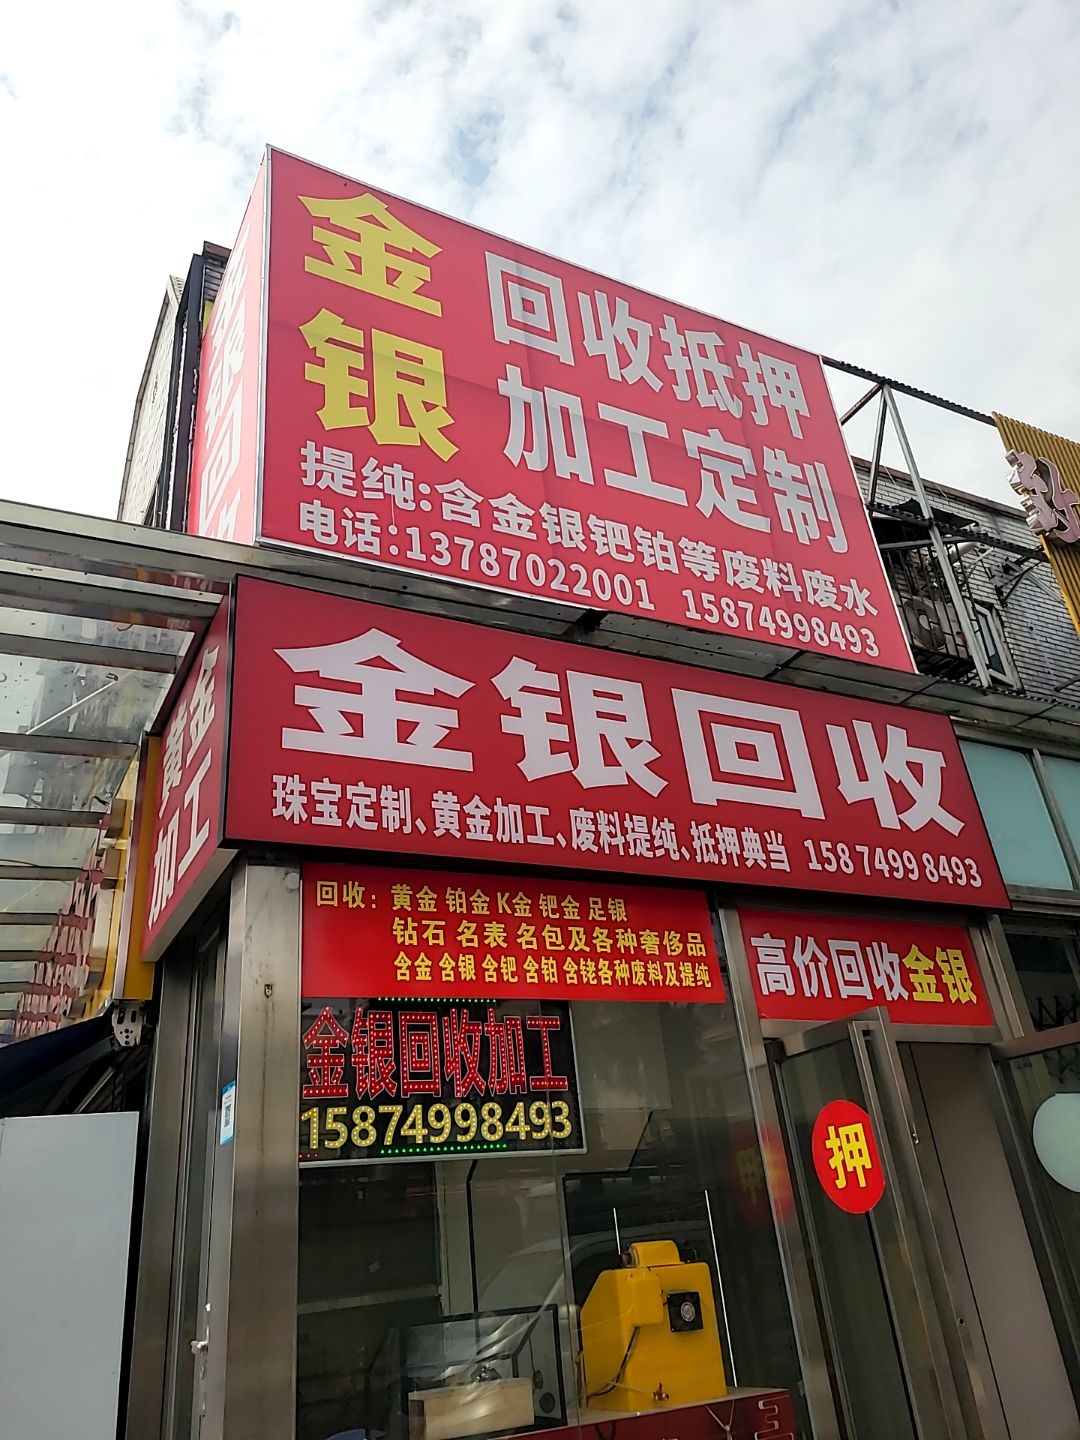 金银
回收抵押
加工定制
提纯:含金银钯铂等废料废水
电话:13787022001 15874998493
金银回收
珠宝定制、黄金加工、废料提纯、抵押典当 15874998493
黄金
加工
回收：黄金 铂金 K金 钯金 足银
钻石 名表 名包及各种奢侈品
含金 含银 含钯 含铂 含铑各种废料及提纯
高价回收金银
金银回收加工
15874998493
押